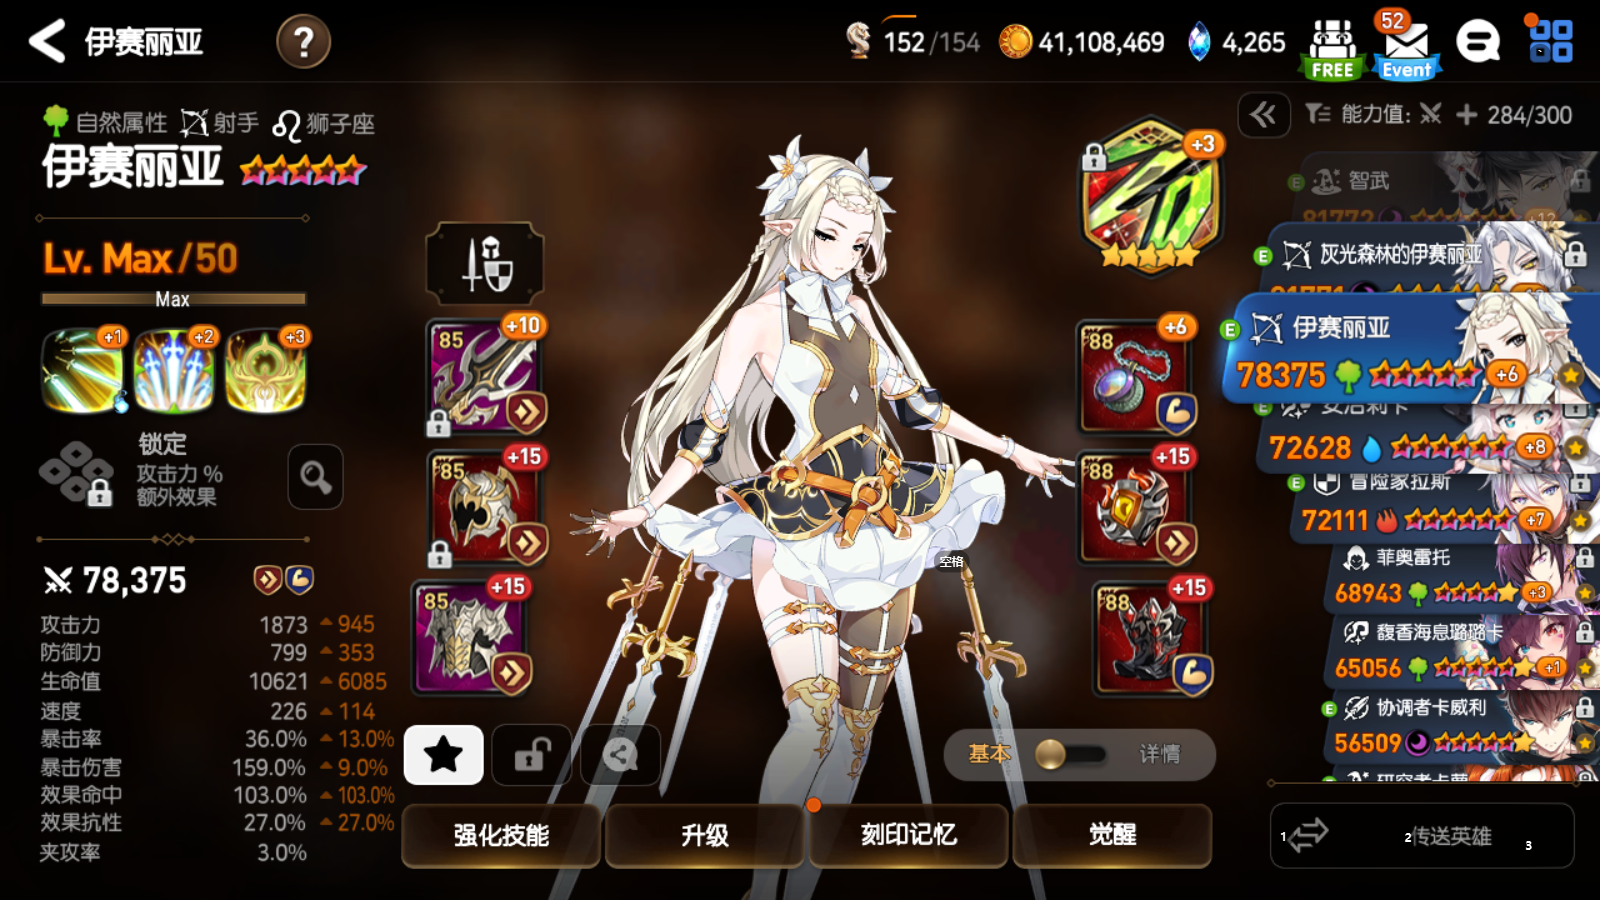 伊赛丽亚
?
152/154
41,108,469
4,265
FREE
52
Event
自然属性 射手 狮子座
伊赛丽亚
Lv. Max/50
Max
+1
+2
+3
锁定
攻击力 %
额外效果
78,375
攻击力 1873 945
防御力 799 353
生命值 10621 6085
速度 226 114
暴击率 36.0% 13.0%
暴击伤害 159.0% 9.0%
效果命中 103.0% 103.0%
效果抗性 27.0% 27.0%
夹攻率 3.0%
85 +10
85 +15
85 +15
+3
88 +6
88 +15
88 +15
空格
基本 详情
强化技能
升级
刻印记忆
觉醒
能力值: 284/300
E 智武
81772 +12
E 灰光森林的伊赛丽亚
E 伊赛丽亚
78375 +6
E
72628 +8
E 冒险家拉斯
72111 +7
菲奥雷托
68943 +3
馥香海息璐璐卡
65056 +1
E 协调者卡威利
56509
1 2传送英雄 3